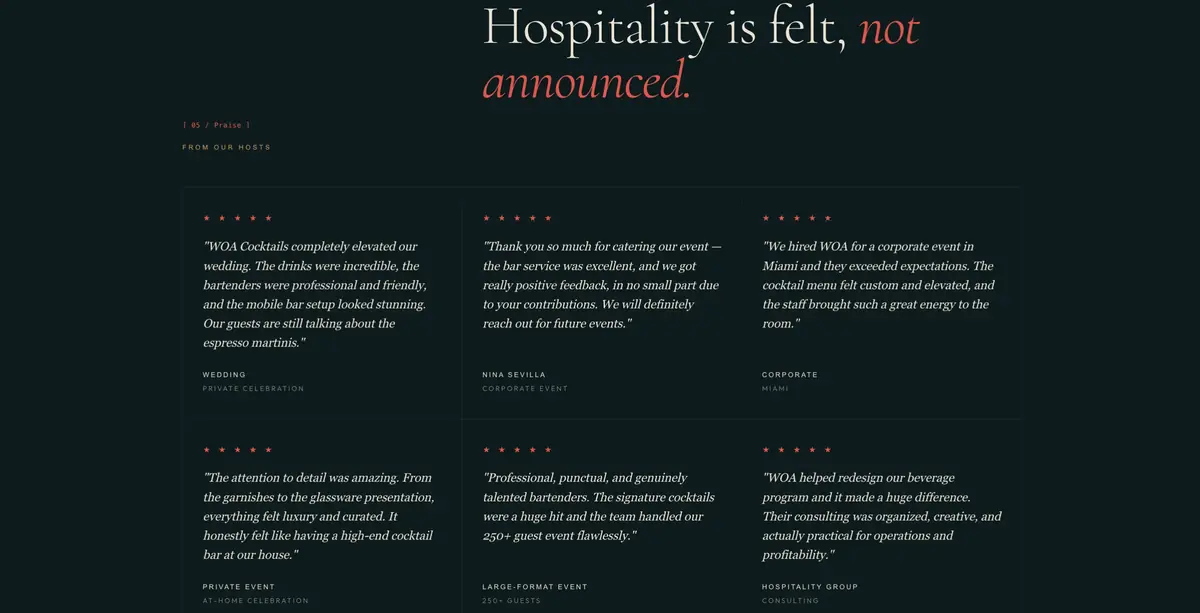 Hospitality is felt, not
announced.
[ 05 / Praise ]
FROM OUR HOSTS
★ ★ ★ ★ ★
"WOA Cocktails completely elevated our
wedding. The drinks were incredible, the
bartenders were professional and friendly,
and the mobile bar setup looked stunning.
Our guests are still talking about the
espresso martinis."
WEDDING
PRIVATE CELEBRATION
★ ★ ★ ★ ★
"Thank you so much for catering our event —
the bar service was excellent, and we got
really positive feedback, in no small part due
to your contributions. We will definitely
reach out for future events."
NINA SEVILLA
CORPORATE EVENT
★ ★ ★ ★ ★
"We hired WOA for a corporate event in
Miami and they exceeded expectations. The
cocktail menu felt custom and elevated, and
the staff brought such a great energy to the
room."
CORPORATE
MIAMI
★ ★ ★ ★ ★
"The attention to detail was amazing. From
the garnishes to the glassware presentation,
everything felt luxury and curated. It
honestly felt like having a high-end cocktail
bar at our house."
PRIVATE EVENT
AT-HOME CELEBRATION
★ ★ ★ ★ ★
"Professional, punctual, and genuinely
talented bartenders. The signature cocktails
were a huge hit and the team handled our
250+ guest event flawlessly."
LARGE-FORMAT EVENT
250+ GUESTS
★ ★ ★ ★ ★
"WOA helped redesign our beverage
program and it made a huge difference.
Their consulting was organized, creative, and
actually practical for operations and
profitability."
HOSPITALITY GROUP
CONSULTING